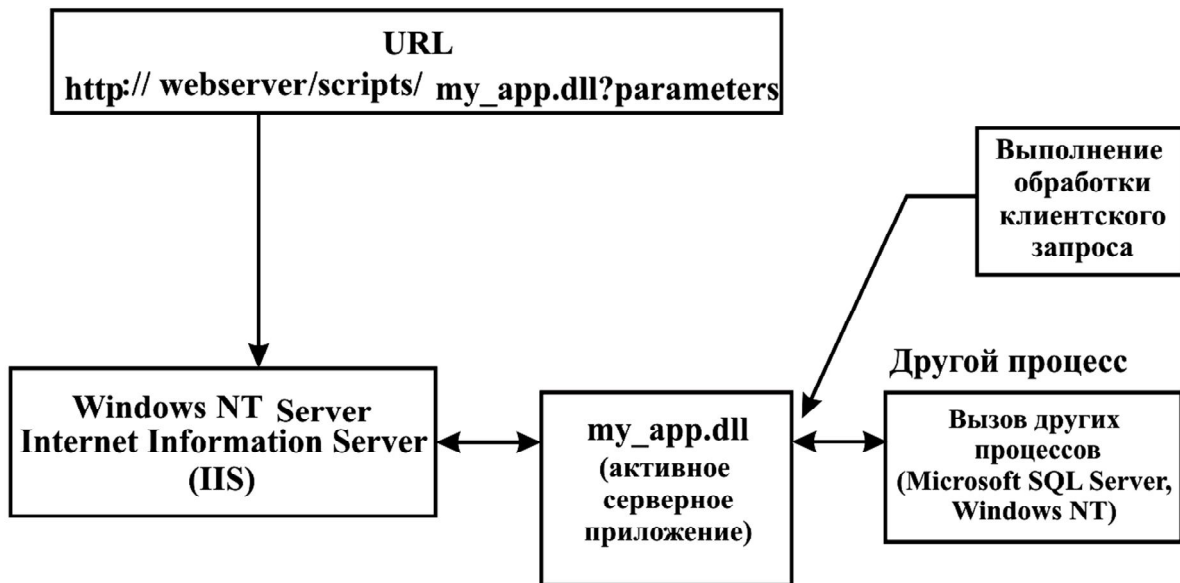 URL
http:// webserver/scripts/ my_app.dll?parameters
Выполнение
обработки
клиентского
запроса
Другой процесс
Windows NT Server
Internet Information Server
(IIS)
my_app.dll
(активное
серверное
приложение)
Вызов других
процессов
(Microsoft SQL Server,
Windows NT)